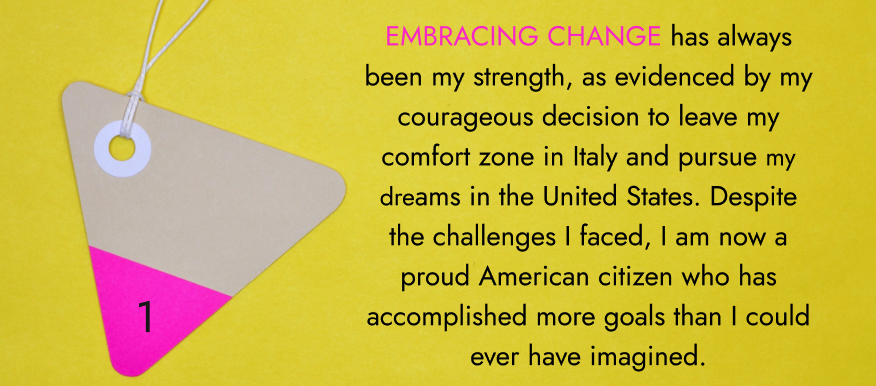 EMBRACING CHANGE has always
been my strength, as evidenced by my
courageous decision to leave my
comfort zone in Italy and pursue my
dreams in the United States. Despite
the challenges I faced, I am now a
proud American citizen who has
accomplished more goals than I could
ever have imagined.
1